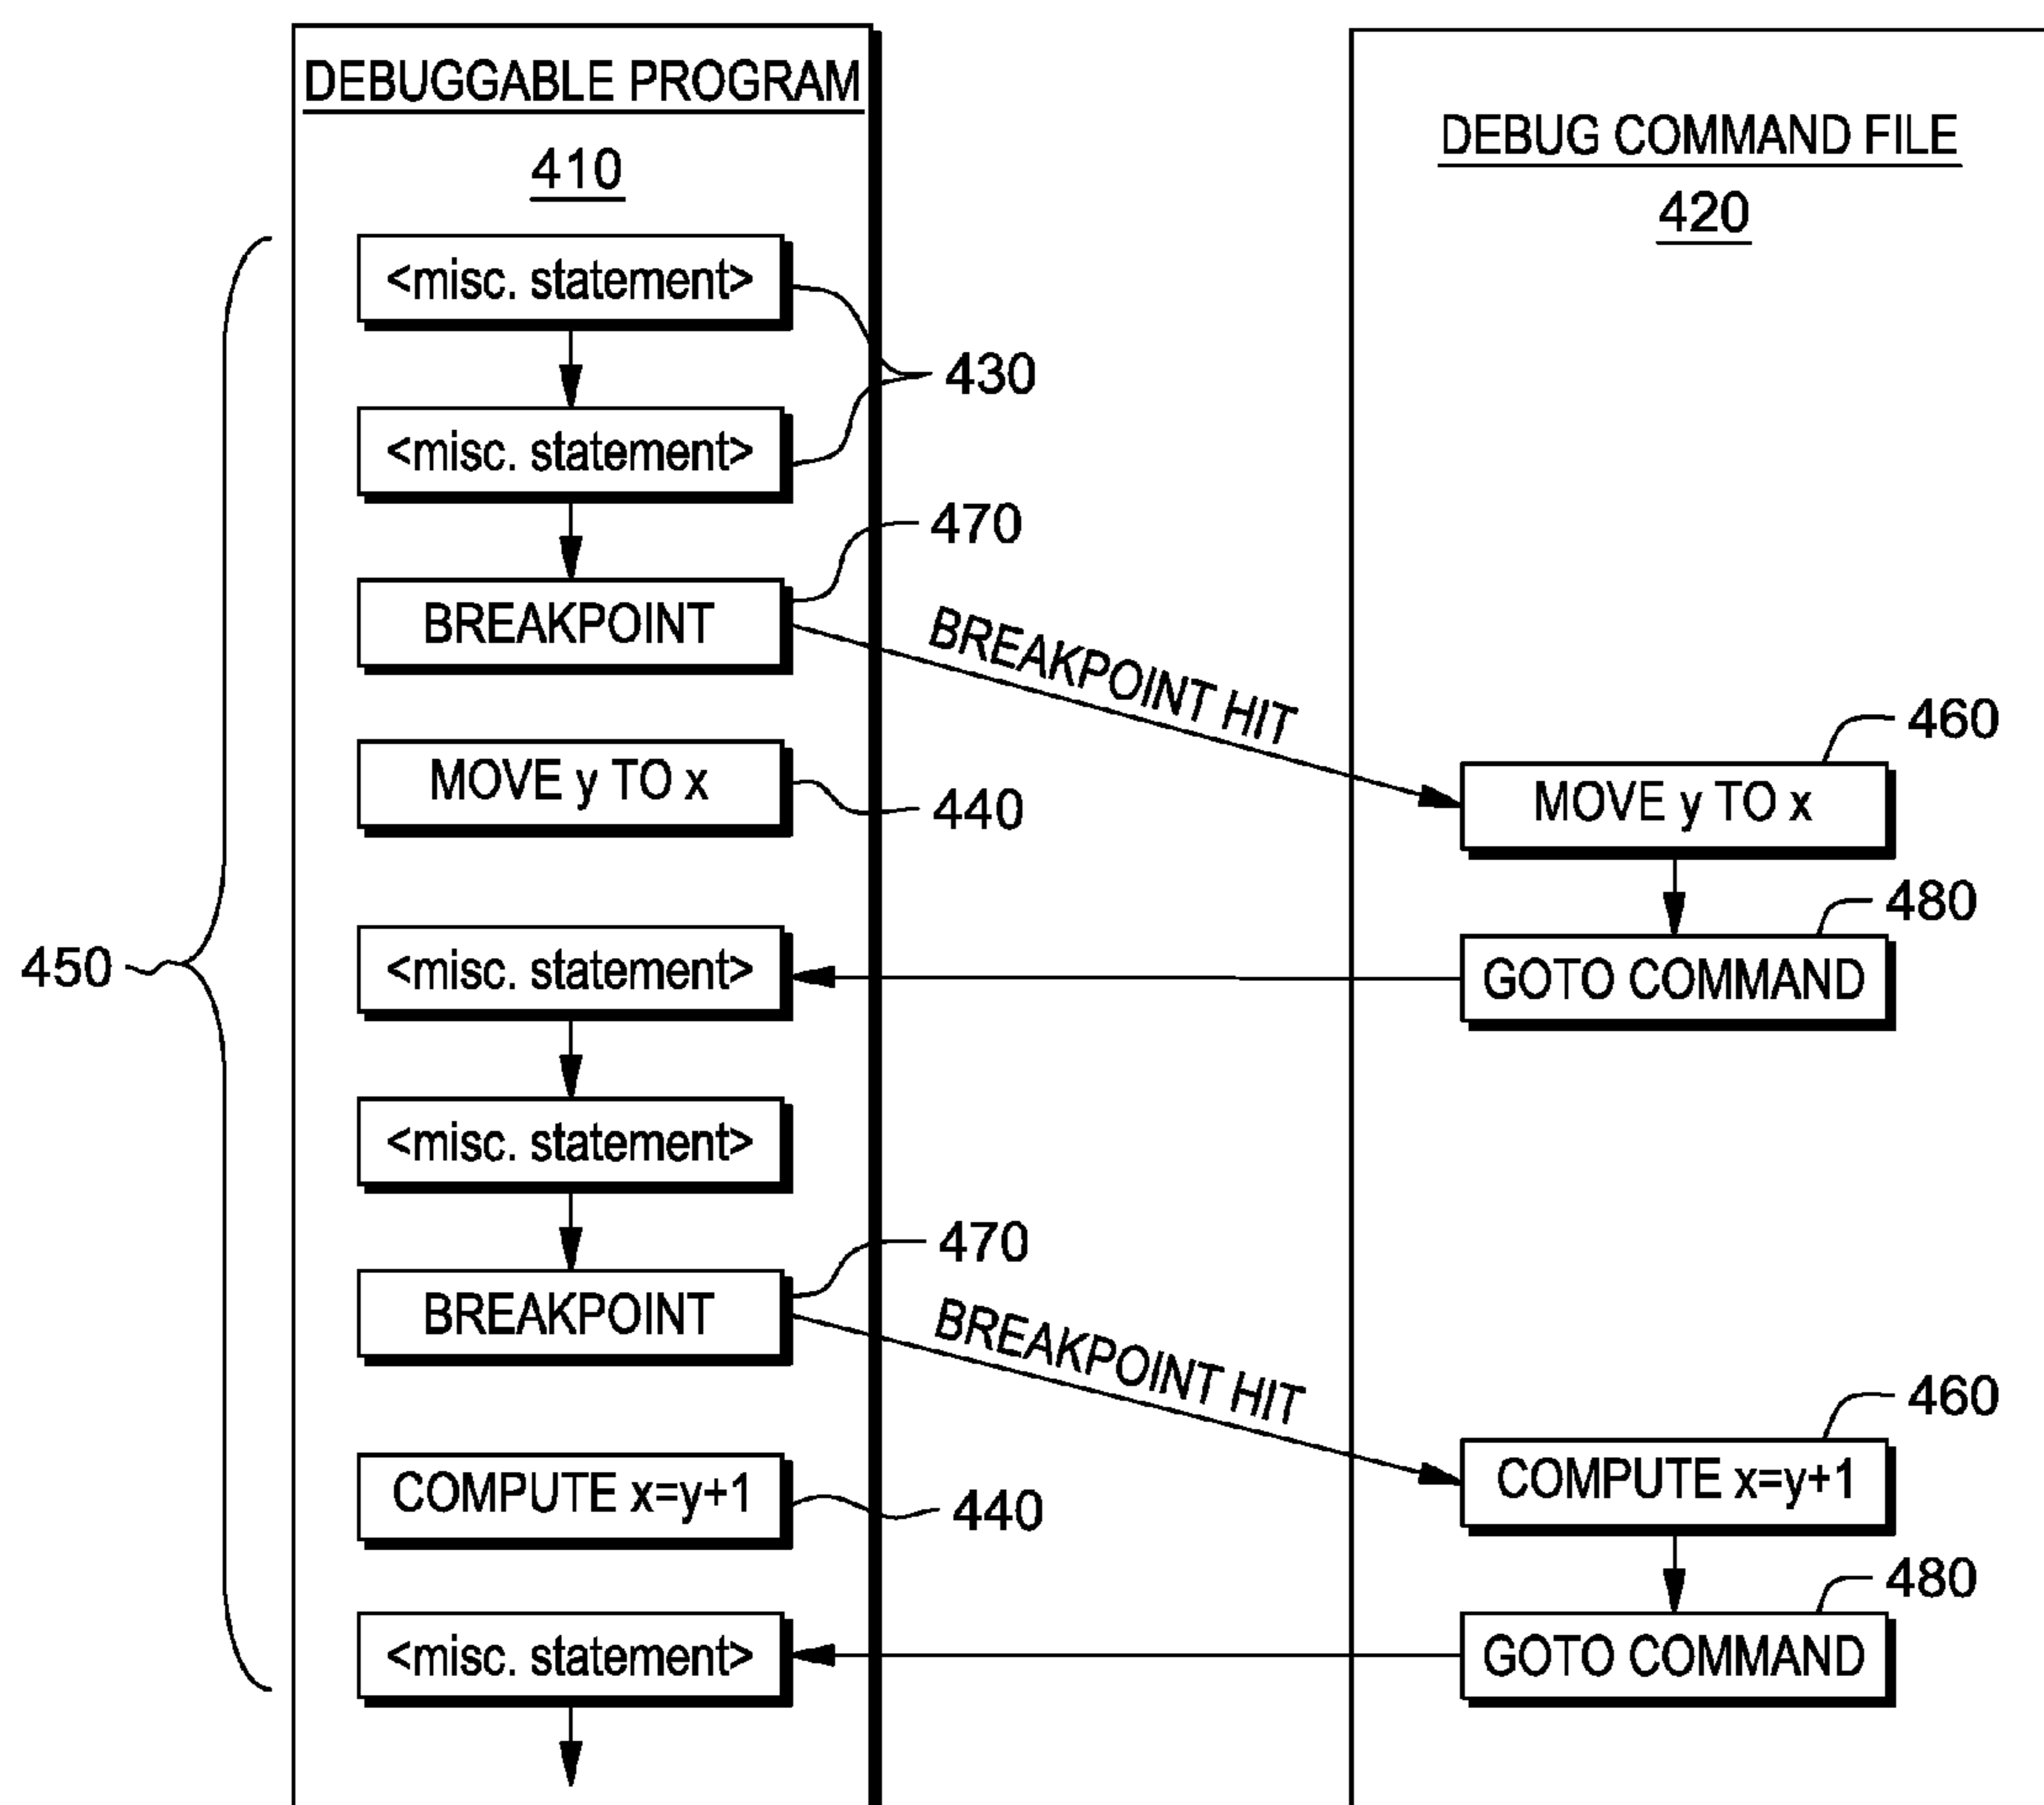 DEBUGGABLE PROGRAM
410
DEBUG COMMAND FILE
420
<misc. statement>
430
<misc. statement>
470
BREAKPOINT
BREAKPOINT HIT
460
MOVE y TO x
440
MOVE y TO x
480
450
<misc. statement>
GOTO COMMAND
<misc. statement>
470
BREAKPOINT
BREAKPOINT HIT
460
COMPUTE x=y+1
440
COMPUTE x=y+1
480
<misc. statement>
GOTO COMMAND